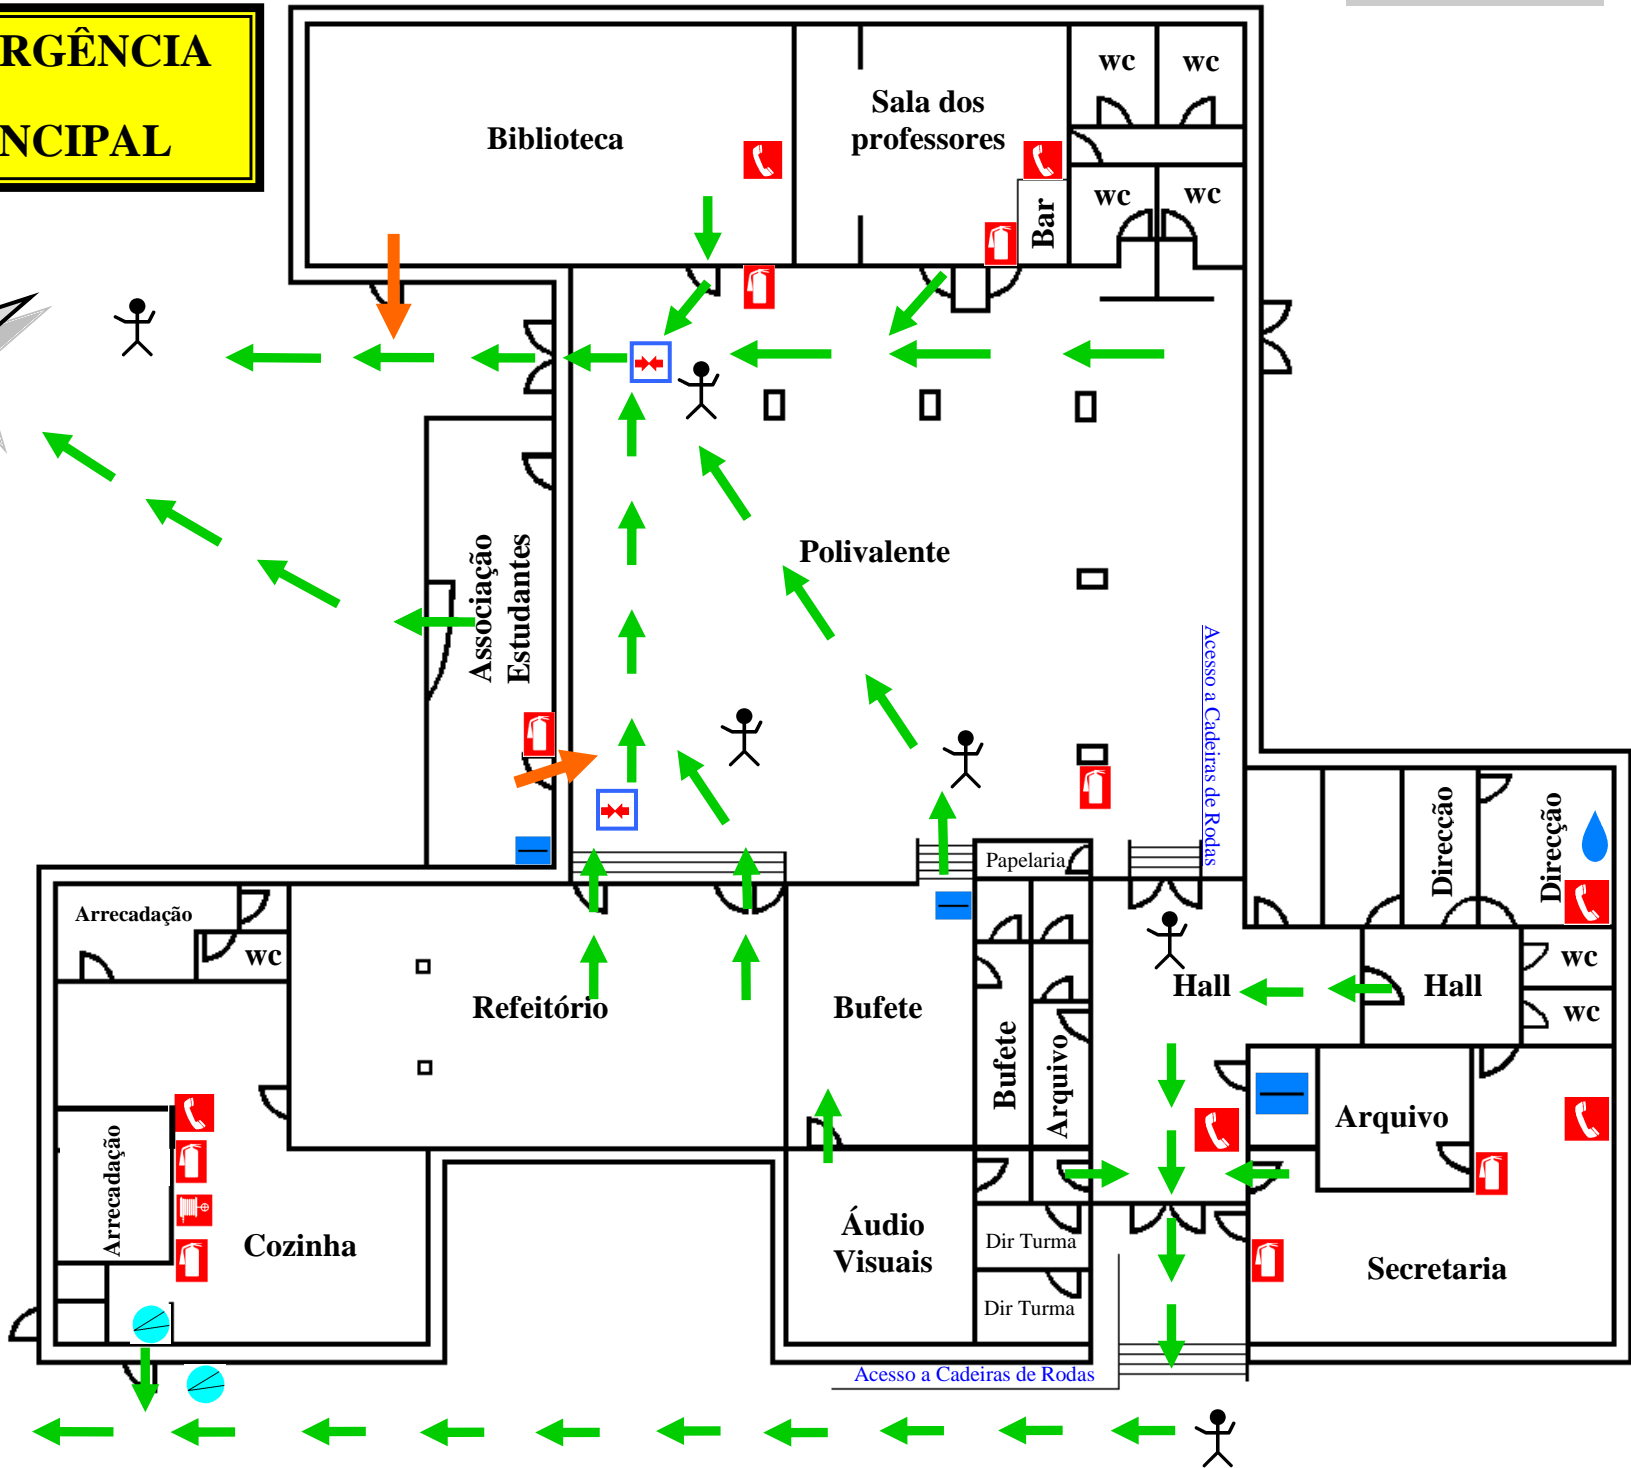 RGÊNCIA
NCIPAL
Biblioteca
Sala dos
professores
wc
wc
wc
wc
Bar
Associação
Estudantes
Polivalente
Acesso a Cadeiras de Rodas
Papelaria
Direcção
Direcção
Arrecadação
wc
Refeitório
Bufete
Bufete
Arquivo
Hall
Hall
wc
wc
Arquivo
Arrecadação
Cozinha
Áudio
Visuais
Dir Turma
Dir Turma
Secretaria
Acesso a Cadeiras de Rodas